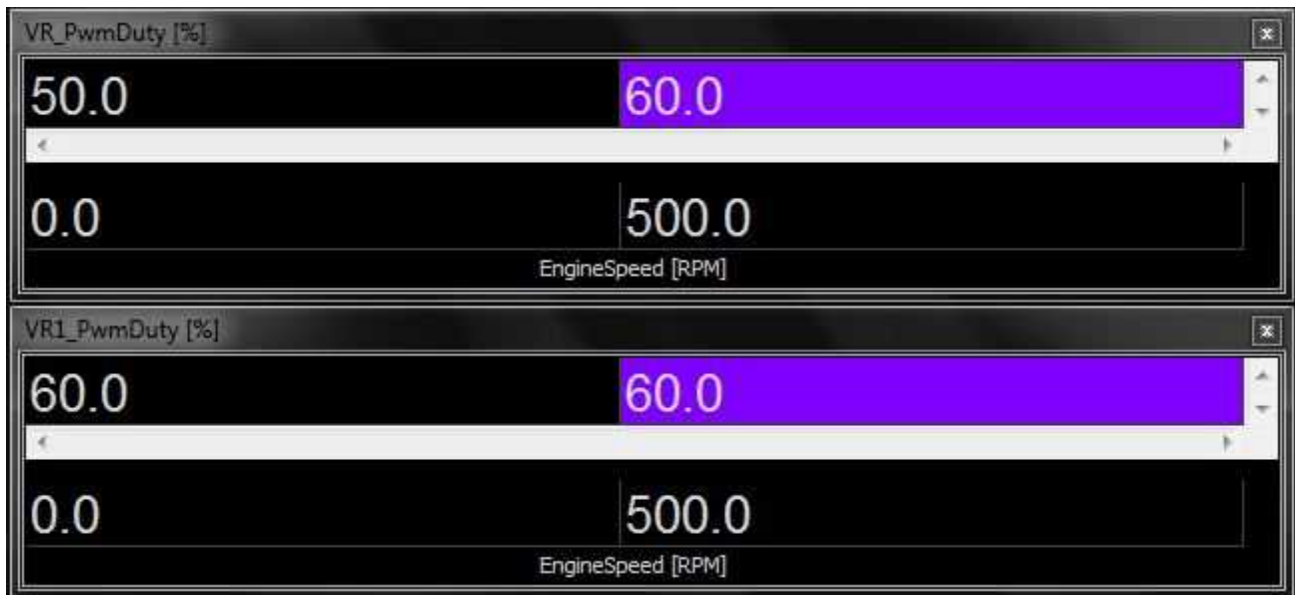 VR_PwmDuty [%]
50.0 60.0
0.0 500.0
EngineSpeed [RPM]
VR1_PwmDuty [%]
60.0 60.0
0.0 500.0
EngineSpeed [RPM]